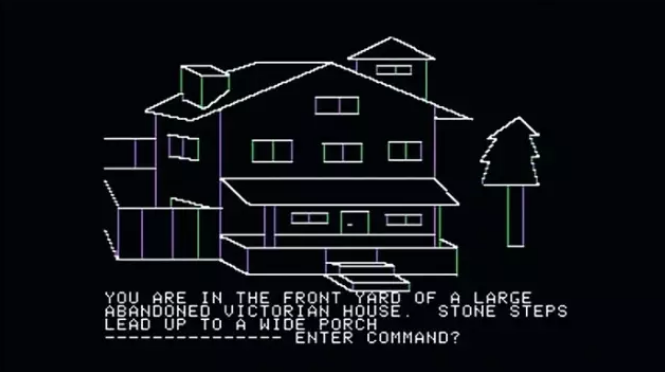 YOU ARE IN THE FRONT YARD OF A LARGE
ABANDONED VICTORIAN HOUSE.  STONE STEPS
LEAD UP TO A WIDE PORCH
--------------- ENTER COMMAND?